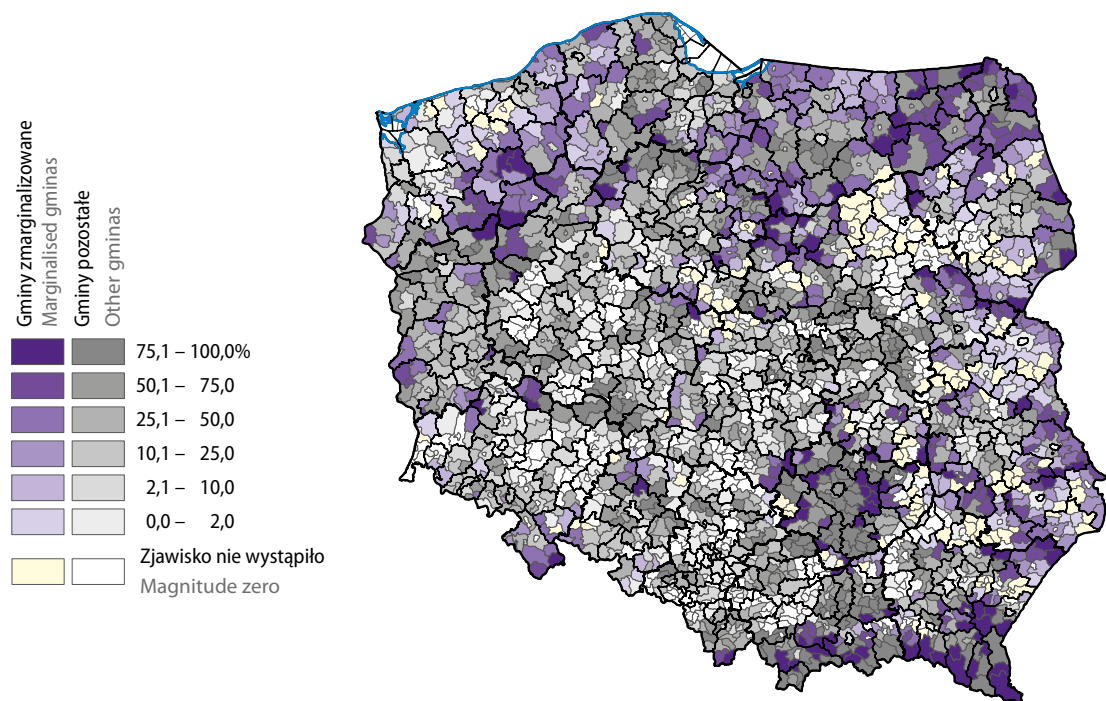 Gminy zmarginalizowane
Marginalised gminas
Gminy pozostałe
Other gminas
75,1 – 100,0%
50,1 – 75,0
25,1 – 50,0
10,1 – 25,0
2,1 – 10,0
0,0 – 2,0
Zjawisko nie wystąpiło
Magnitude zero